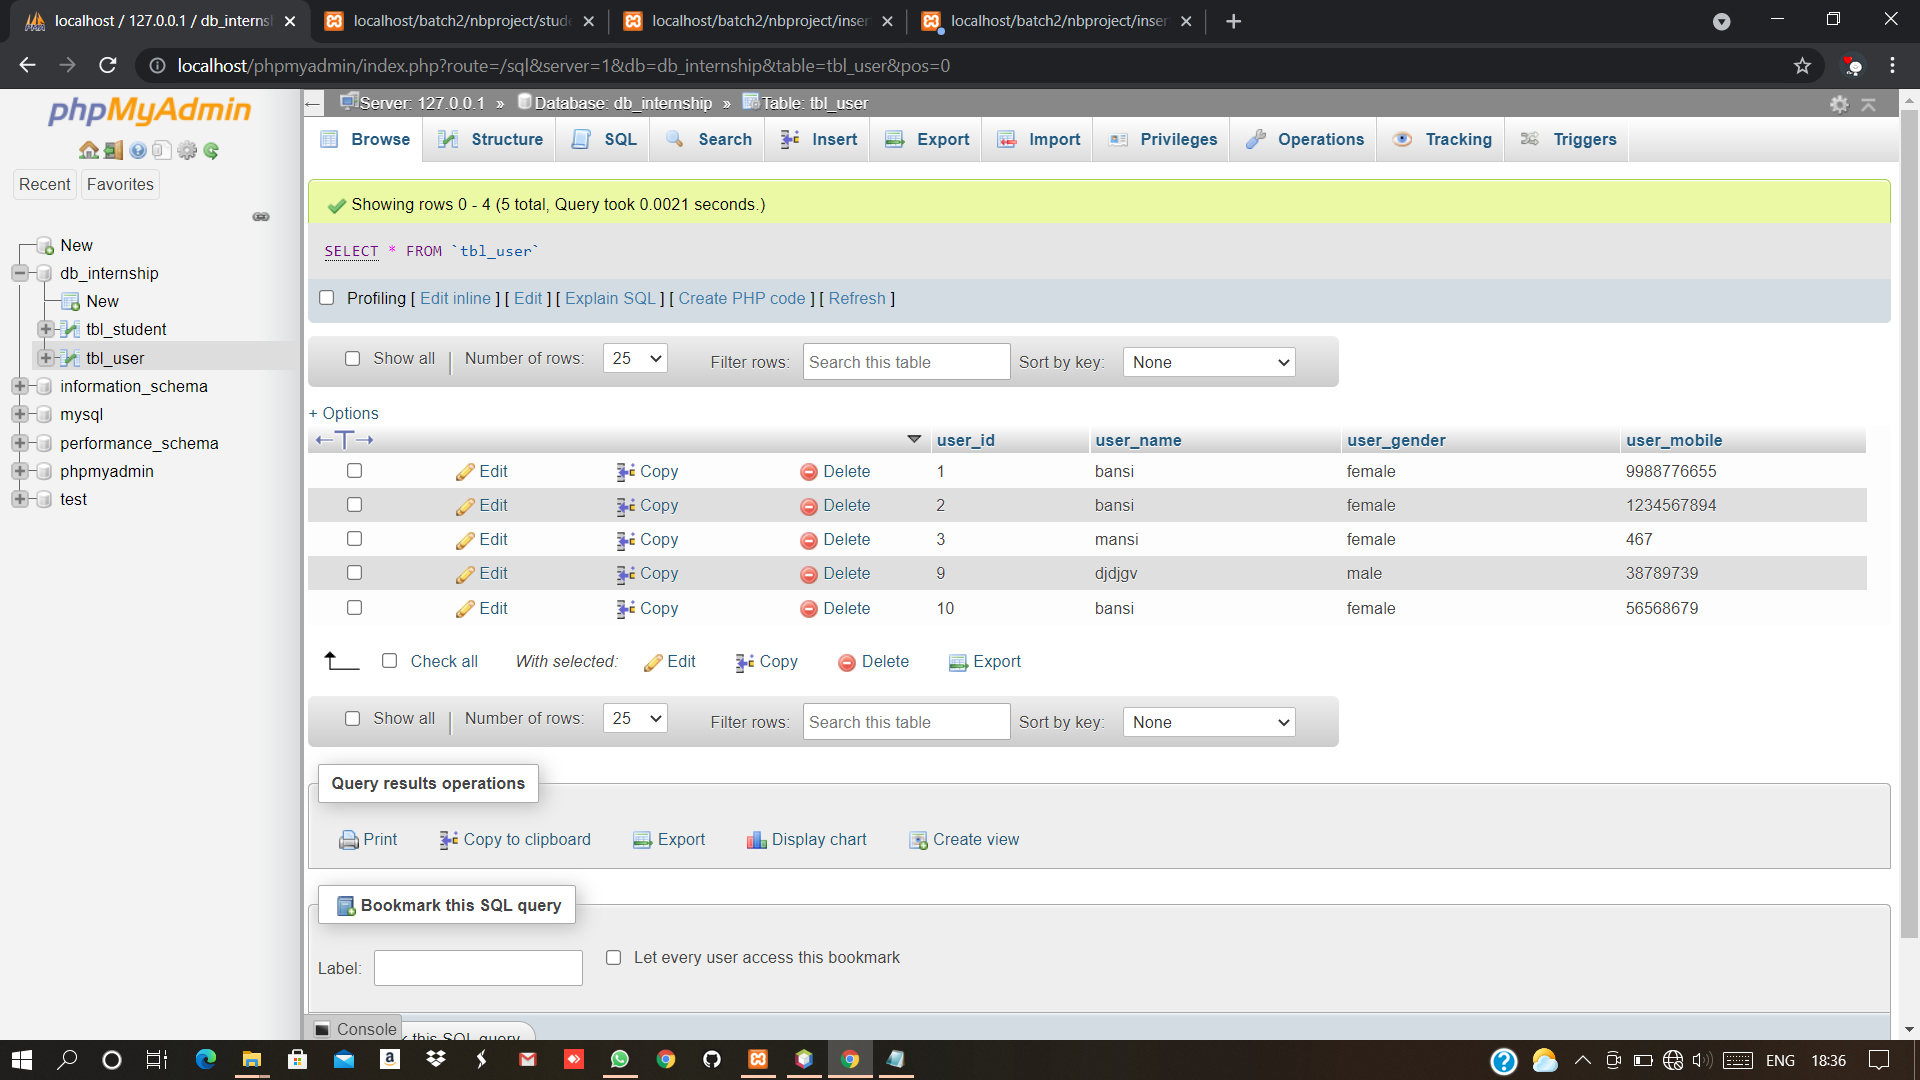 localhost / 127.0.0.1 / db_interns
localhost/batch2/nbproject/stud
localhost/batch2/nbproject/inser
localhost/batch2/nbproject/inser
localhost/phpmyadmin/index.php?route=/sql&server=1&db=db_internship&table=tbl_user&pos=0
phpMyAdmin
Recent Favorites
New
db_internship
New
tbl_student
tbl_user
information_schema
mysql
performance_schema
phpmyadmin
test
Server: 127.0.0.1 » Database: db_internship » Table: tbl_user
Browse Structure SQL Search Insert Export Import Privileges Operations Tracking Triggers
Showing rows 0 - 4 (5 total, Query took 0.0021 seconds.)
SELECT * FROM `tbl_user`
Profiling [ Edit inline ] [ Edit ] [ Explain SQL ] [ Create PHP code ] [ Refresh ]
Show all | Number of rows: 25 Filter rows: Search this table Sort by key: None
+ Options
user_id user_name user_gender user_mobile
Edit Copy Delete 1 bansi female 9988776655
Edit Copy Delete 2 bansi female 1234567894
Edit Copy Delete 3 mansi female 467
Edit Copy Delete 9 djdjgv male 38789739
Edit Copy Delete 10 bansi female 56568679
Check all With selected: Edit Copy Delete Export
Show all | Number of rows: 25 Filter rows: Search this table Sort by key: None
Query results operations
Print Copy to clipboard Export Display chart Create view
Bookmark this SQL query
Label: Let every user access this bookmark
Console
this SQL query
ENG 18:36